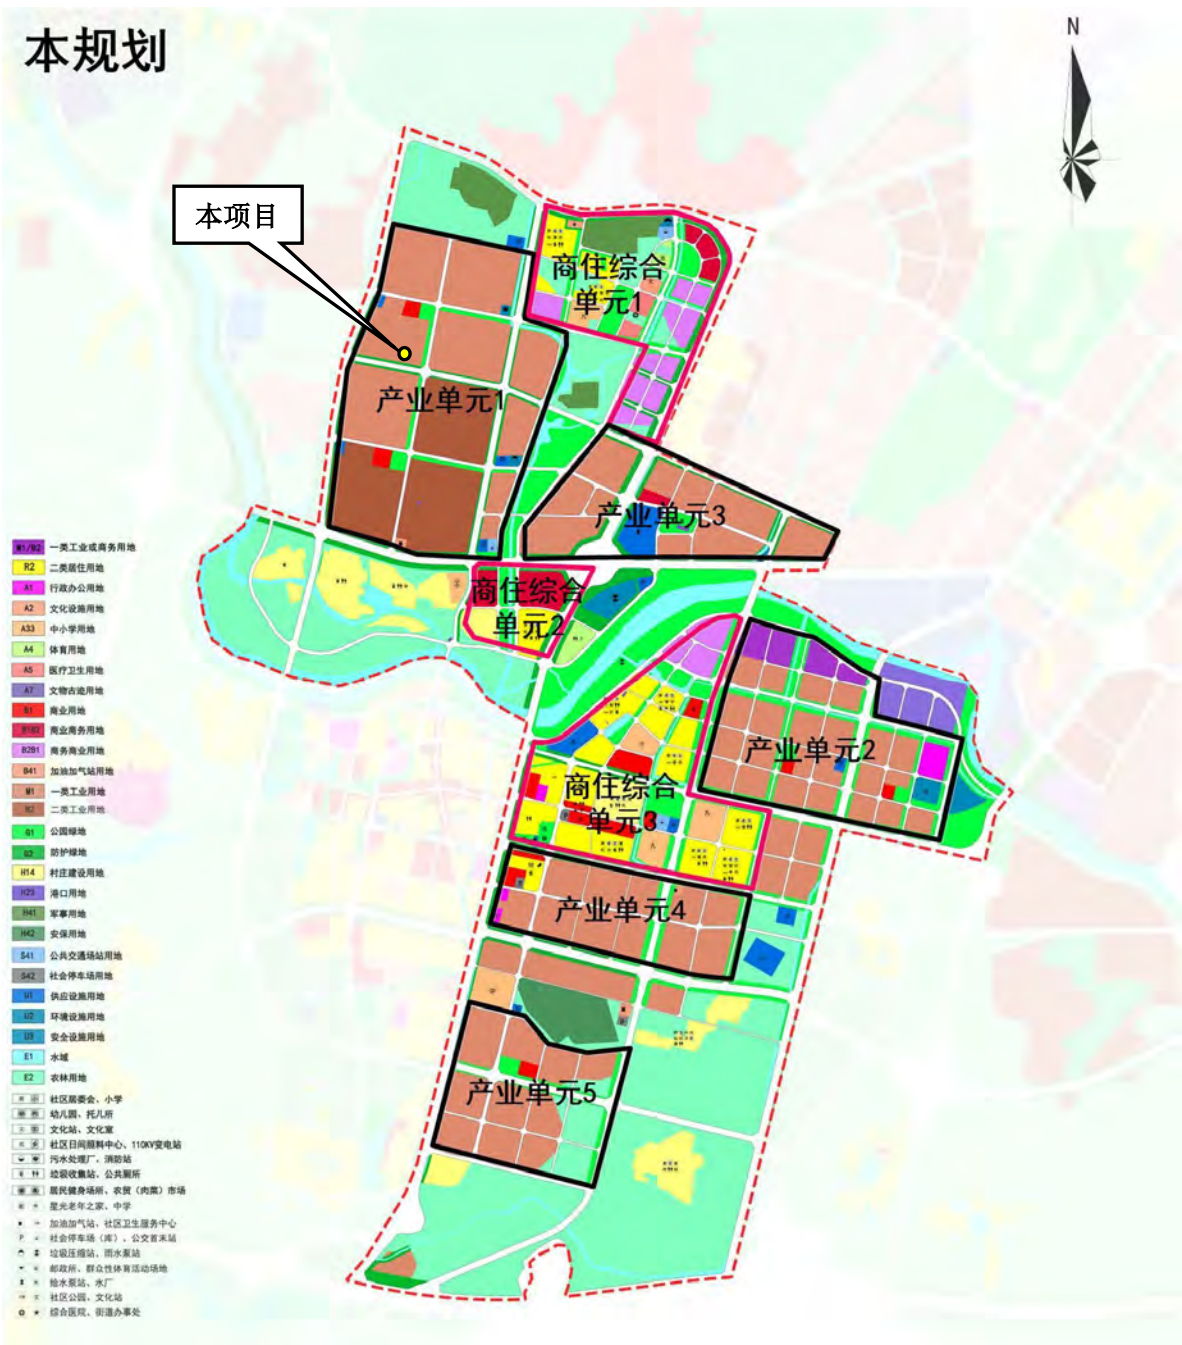 本规划
N
本项目
商住综合
单元1
产业单元1
产业单元3
商住综合
单元2
产业单元2
商住综合
单元3
产业单元4
产业单元5
M1/B2 一类工业或商务用地
R2 二类居住用地
A1 行政办公用地
A2 文化设施用地
A33 中小学用地
A4 体育用地
A5 医疗卫生用地
A7 文物古迹用地
B1 商业用地
B1B2 商业商务用地
B2B1 商务商业用地
B41 加油加气站用地
M1 一类工业用地
M2 二类工业用地
G1 公园绿地
G2 防护绿地
H14 村庄建设用地
H23 港口用地
H41 军事用地
H42 安保用地
S41 公共交通场站用地
S42 社会停车场用地
U1 供应设施用地
U2 环境设施用地
U3 安全设施用地
E1 水域
E2 农林用地
社区居委会、小学
幼儿园、托儿所
文化站、文化室
社区日间照料中心、110KV变电站
污水处理厂、消防站
垃圾收集站、公共厕所
居民健身场所、农贸（肉菜）市场
星光老年之家、中学
加油加气站、社区卫生服务中心
P 社会停车场（库）、公交首末站
垃圾压缩站、雨水泵站
邮政所、群众性体育活动场地
给水泵站、水厂
社区公园、文化站
综合医院、街道办事处